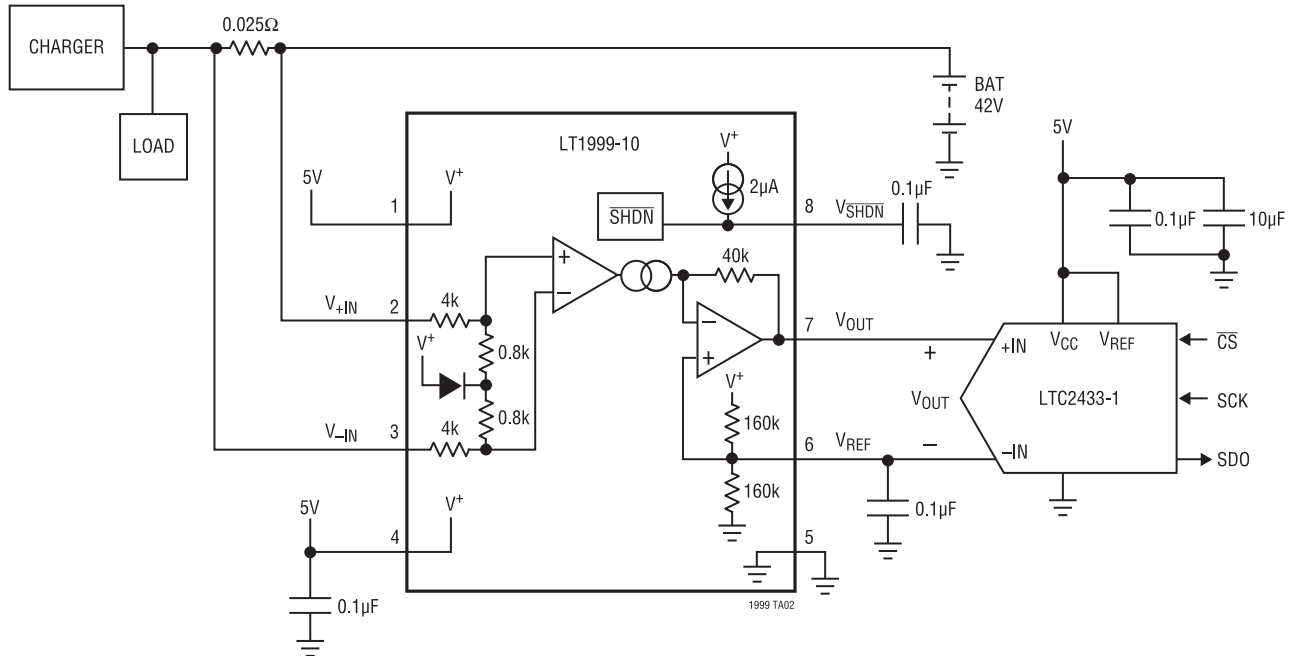 0.025Ω
CHARGER
LOAD
BAT
42V
LT1999-10
V⁺
2µA
5V
V⁺
1
SHDN
8
V_SHDN
0.1µF
5V
0.1µF
10µF
40k
V+IN
2
4k
V⁺
0.8k
0.8k
V–IN
3
4k
+
–
–
+
7
VOUT
V⁺
160k
160k
6
VREF
+
VOUT
–
+IN
VCC
VREF
LTC2433-1
–IN
CS
SCK
SDO
0.1µF
5V
4
V⁺
0.1µF
5
1999 TA02